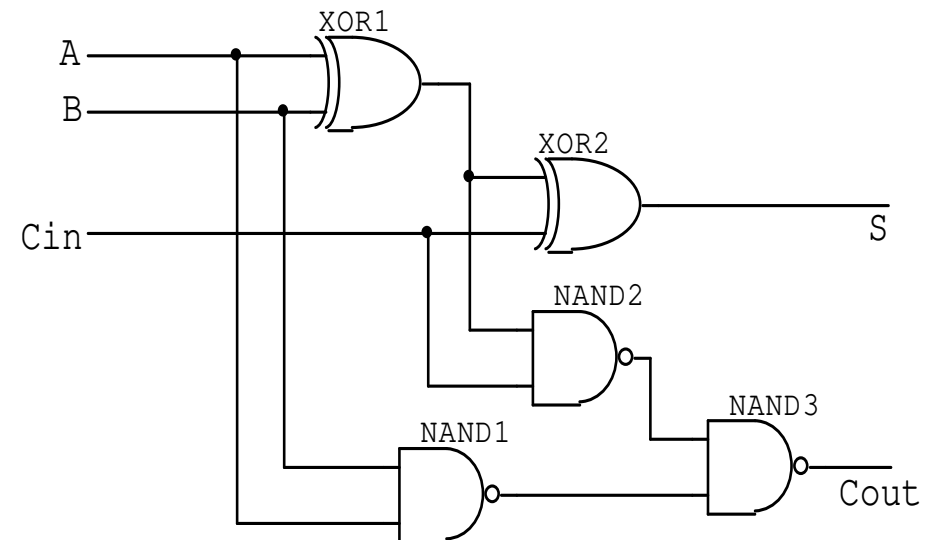 XOR1
A
B
XOR2
Cin
S
NAND2
NAND3
NAND1
Cout